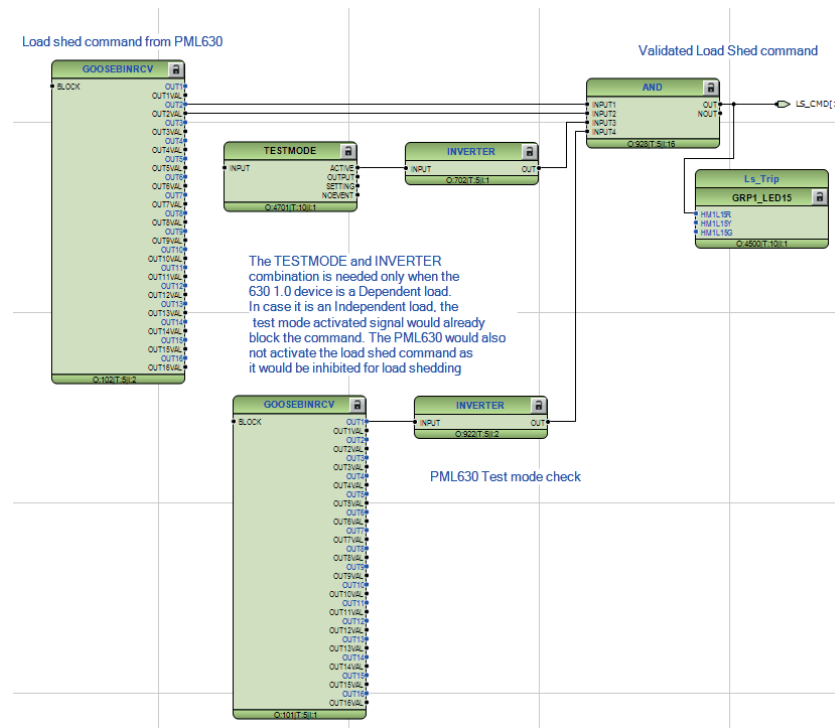 Load shed command from PML630
Validated Load Shed command
GOOSEBINRCV
BLOCK
OUT1
OUT1VAL
OUT2
OUT2VAL
OUT3
OUT3VAL
OUT4
OUT4VAL
OUT5
OUT5VAL
OUT6
OUT6VAL
OUT7
OUT7VAL
OUT8
OUT8VAL
OUT9
OUT9VAL
OUT10
OUT10VAL
OUT11
OUT11VAL
OUT12
OUT12VAL
OUT13
OUT13VAL
OUT14
OUT14VAL
OUT15
OUT15VAL
OUT16
OUT16VAL
O:102|T:5|I:2
TESTMODE
INPUT
ACTIVE
OUTPUT
SETTING
NOEVENT
O:4701|T:10|I:1
INVERTER
INPUT OUT
O:702|T:5|I:1
AND
INPUT1 OUT
INPUT2 NOUT
INPUT3
INPUT4
O:928|T:5|I:16
Ls_Trip
GRP1_LED15
HM1L15R
HM1L15Y
HM1L15G
O:4500|T:10|I:1
The TESTMODE and INVERTER
combination is needed only when the
630 1.0 device is a Dependent load.
In case it is an Independent load, the
test mode activated signal would already
block the command. The PML630 would also
not activate the load shed command as
it would be inhibited for load shedding
GOOSEBINRCV
BLOCK
OUT1
OUT1VAL
OUT2
OUT2VAL
OUT3
OUT3VAL
OUT4
OUT4VAL
OUT5
OUT5VAL
OUT6
OUT6VAL
OUT7
OUT7VAL
OUT8
OUT8VAL
OUT9
OUT9VAL
OUT10
OUT10VAL
OUT11
OUT11VAL
OUT12
OUT12VAL
OUT13
OUT13VAL
OUT14
OUT14VAL
OUT15
OUT15VAL
OUT16
OUT16VAL
O:101|T:5|I:1
INVERTER
INPUT OUT
O:922|T:5|I:2
PML630 Test mode check